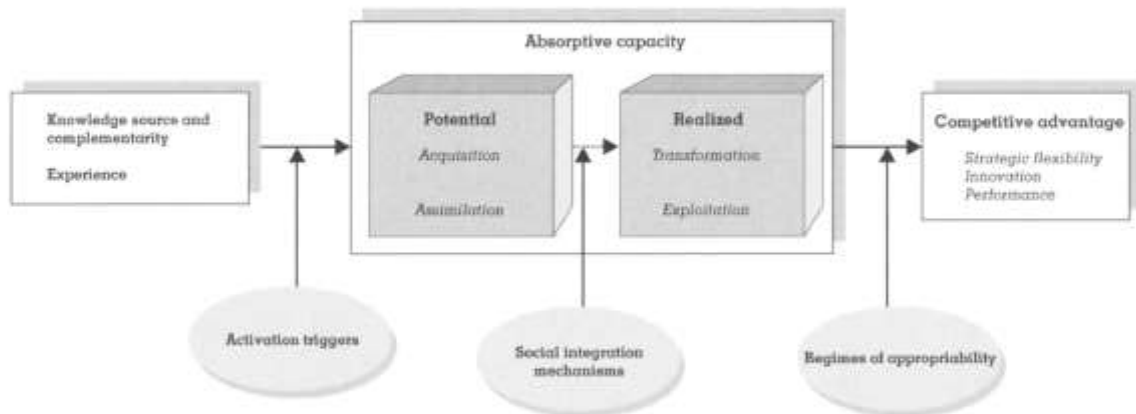 Absorptive capacity
Knowledge source and
complementarity
Experience
Potential
Acquisition
Assimilation
Realized
Transformation
Exploitation
Competitive advantage
Strategic flexibility
Innovation
Performance
Activation triggers
Social integration
mechanisms
Regimes of appropriability